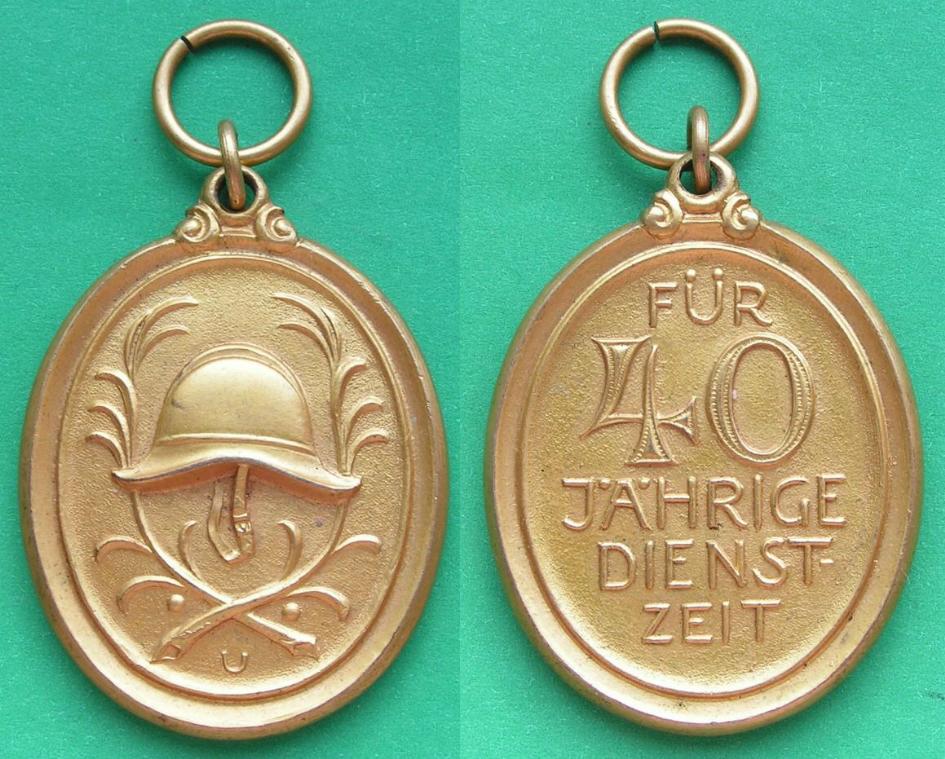 U
FÜR
40
JÄHRIGE
DIENST-
ZEIT